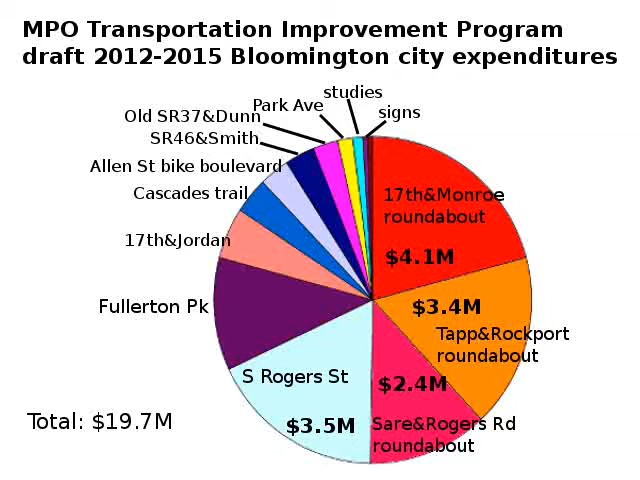 MPO Transportation Improvement Program
draft 2012-2015 Bloomington city expenditures
studies
Park Ave
signs
Old SR37&Dunn
SR46&Smith
Allen St bike boulevard
Cascades trail
17th&Jordan
Fullerton Pk
17th&Monroe
roundabout
$4.1M
$3.4M
Tapp&Rockport
roundabout
$2.4M
Sare&Rogers Rd
roundabout
S Rogers St
$3.5M
Total: $19.7M